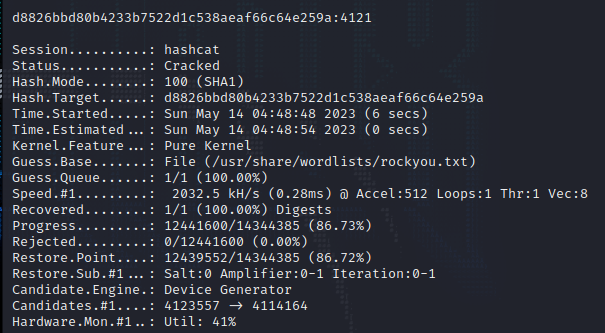 d8826bbd80b4233b7522d1c538aeaf66c64e259a:4121
Session..........: hashcat
Status...........: Cracked
Hash.Mode........: 100 (SHA1)
Hash.Target......: d8826bbd80b4233b7522d1c538aeaf66c64e259a
Time.Started.....: Sun May 14 04:48:48 2023 (6 secs)
Time.Estimated...: Sun May 14 04:48:54 2023 (0 secs)
Kernel.Feature...: Pure Kernel
Guess.Base.......: File (/usr/share/wordlists/rockyou.txt)
Guess.Queue......: 1/1 (100.00%)
Speed.#1.........:  2032.5 kH/s (0.28ms) @ Accel:512 Loops:1 Thr:1 Vec:8
Recovered........: 1/1 (100.00%) Digests
Progress.........: 12441600/14344385 (86.73%)
Rejected.........: 0/12441600 (0.00%)
Restore.Point....: 12439552/14344385 (86.72%)
Restore.Sub.#1...: Salt:0 Amplifier:0-1 Iteration:0-1
Candidate.Engine.: Device Generator
Candidates.#1....: 4123557 -> 4114164
Hardware.Mon.#1..: Util: 41%